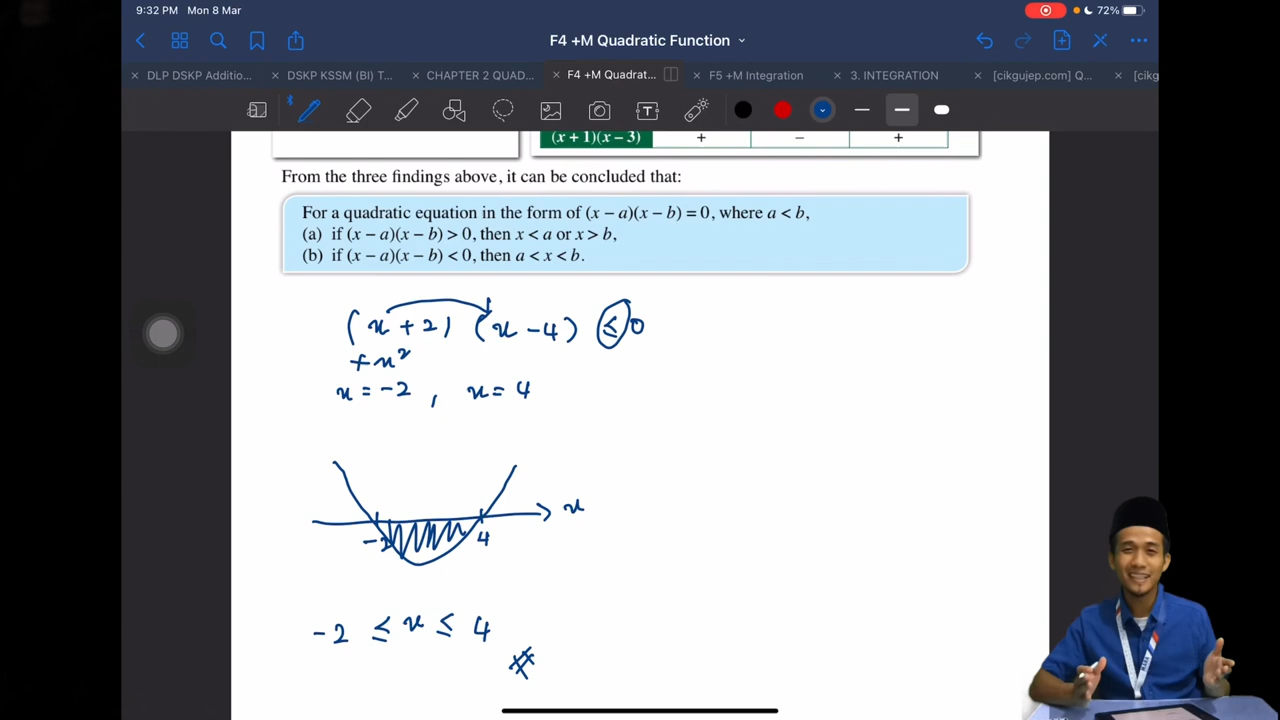 9:32 PM Mon 8 Mar
72%
F4 +M Quadratic Function
DLP DSKP Additio...
DSKP KSSM (BI) T...
CHAPTER 2 QUAD...
F4 +M Quadrat...
F5 +M Integration
3. INTEGRATION
[cikgujep.com] Q...
[cikg
(x + 1)(x – 3) + – +
From the three findings above, it can be concluded that:
For a quadratic equation in the form of (x – a)(x – b) = 0, where a < b,
(a) if (x – a)(x – b) > 0, then x < a or x > b,
(b) if (x – a)(x – b) < 0, then a < x < b.
(x + 2) (x - 4) ≤ 0
+x²
x = -2 , x = 4
x
-2 4
-2 ≤ x ≤ 4